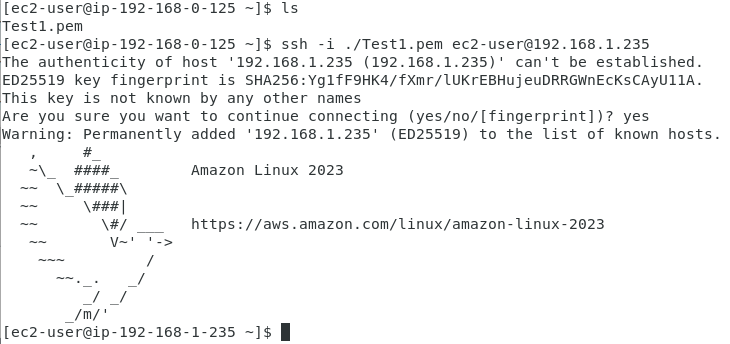 [ec2-user@ip-192-168-0-125 ~]$ ls
Test1.pem
[ec2-user@ip-192-168-0-125 ~]$ ssh -i ./Test1.pem ec2-user@192.168.1.235
The authenticity of host '192.168.1.235 (192.168.1.235)' can't be established.
ED25519 key fingerprint is SHA256:Yg1fF9HK4/fXmr/lUKrEBHujeuDRRGWnEcKsCAyU11A.
This key is not known by any other names
Are you sure you want to continue connecting (yes/no/[fingerprint])? yes
Warning: Permanently added '192.168.1.235' (ED25519) to the list of known hosts.
   ,     #_
   ~\_  ####_        Amazon Linux 2023
  ~~  \_#####\
  ~~     \###|
  ~~       \#/ ___   https://aws.amazon.com/linux/amazon-linux-2023
   ~~       V~' '->
    ~~~         /
      ~~._.   _/
         _/ _/
       _/m/'
[ec2-user@ip-192-168-1-235 ~]$